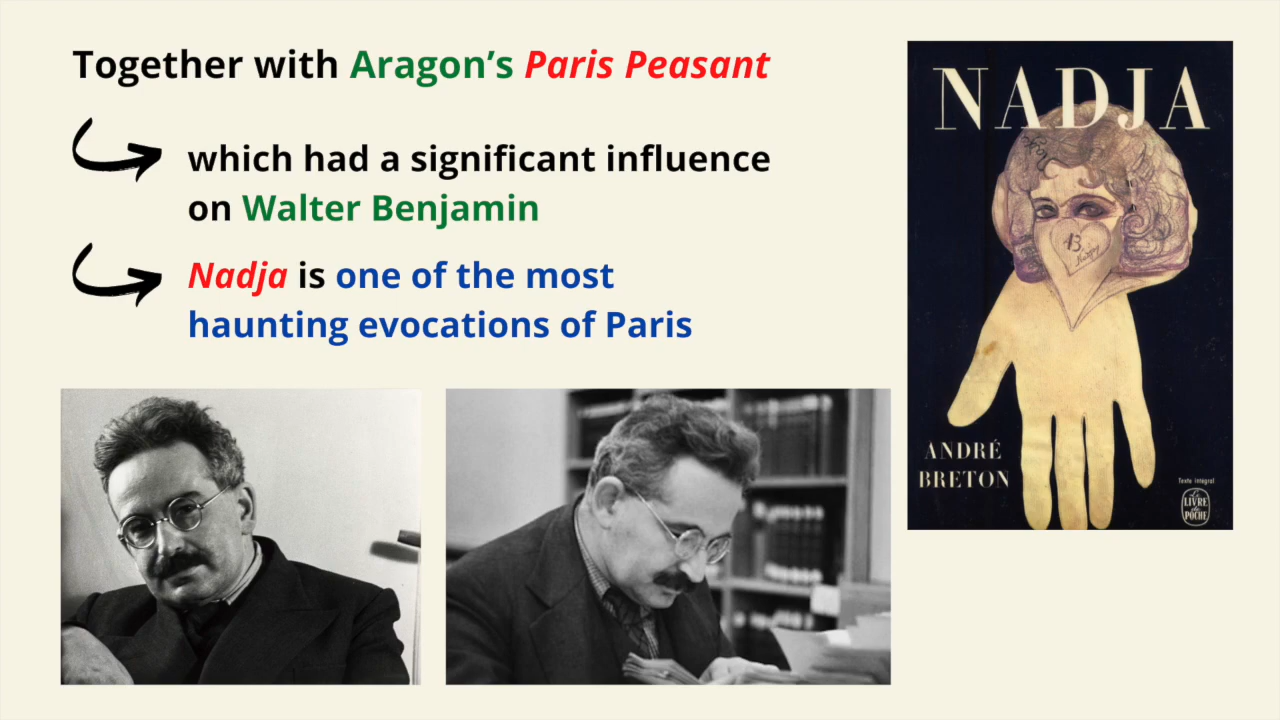 Together with Aragon’s Paris Peasant
which had a significant influence
on Walter Benjamin
Nadja is one of the most
haunting evocations of Paris
NADJA
13
ANDRÉ
BRETON
Texte intégral
Le
LIVRE
de
POCHE